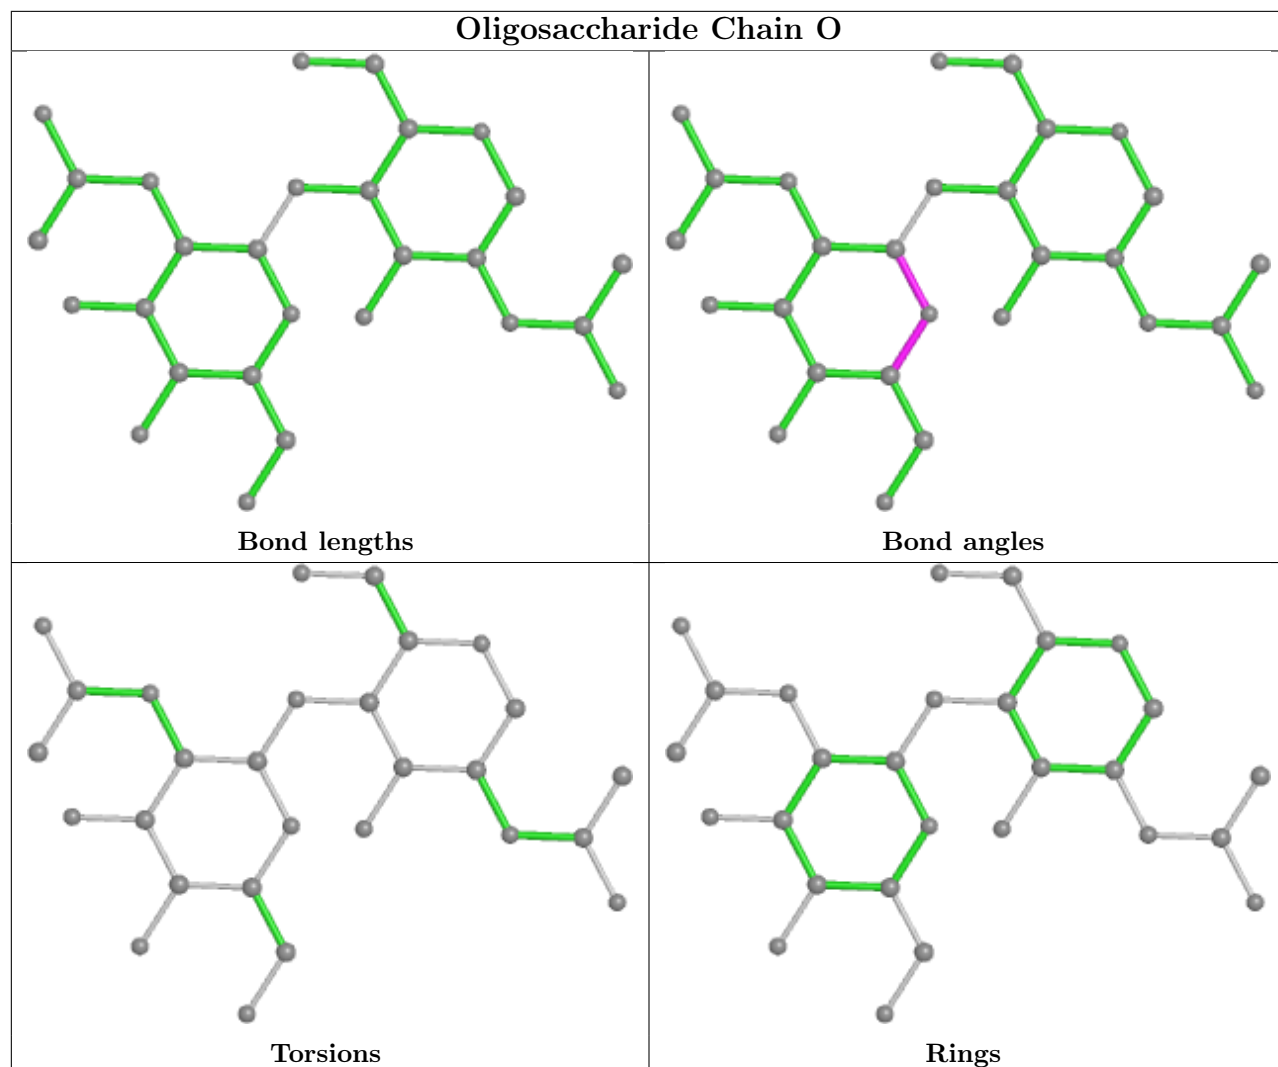 Oligosaccharide Chain O
Bond lengths
Bond angles
Torsions
Rings